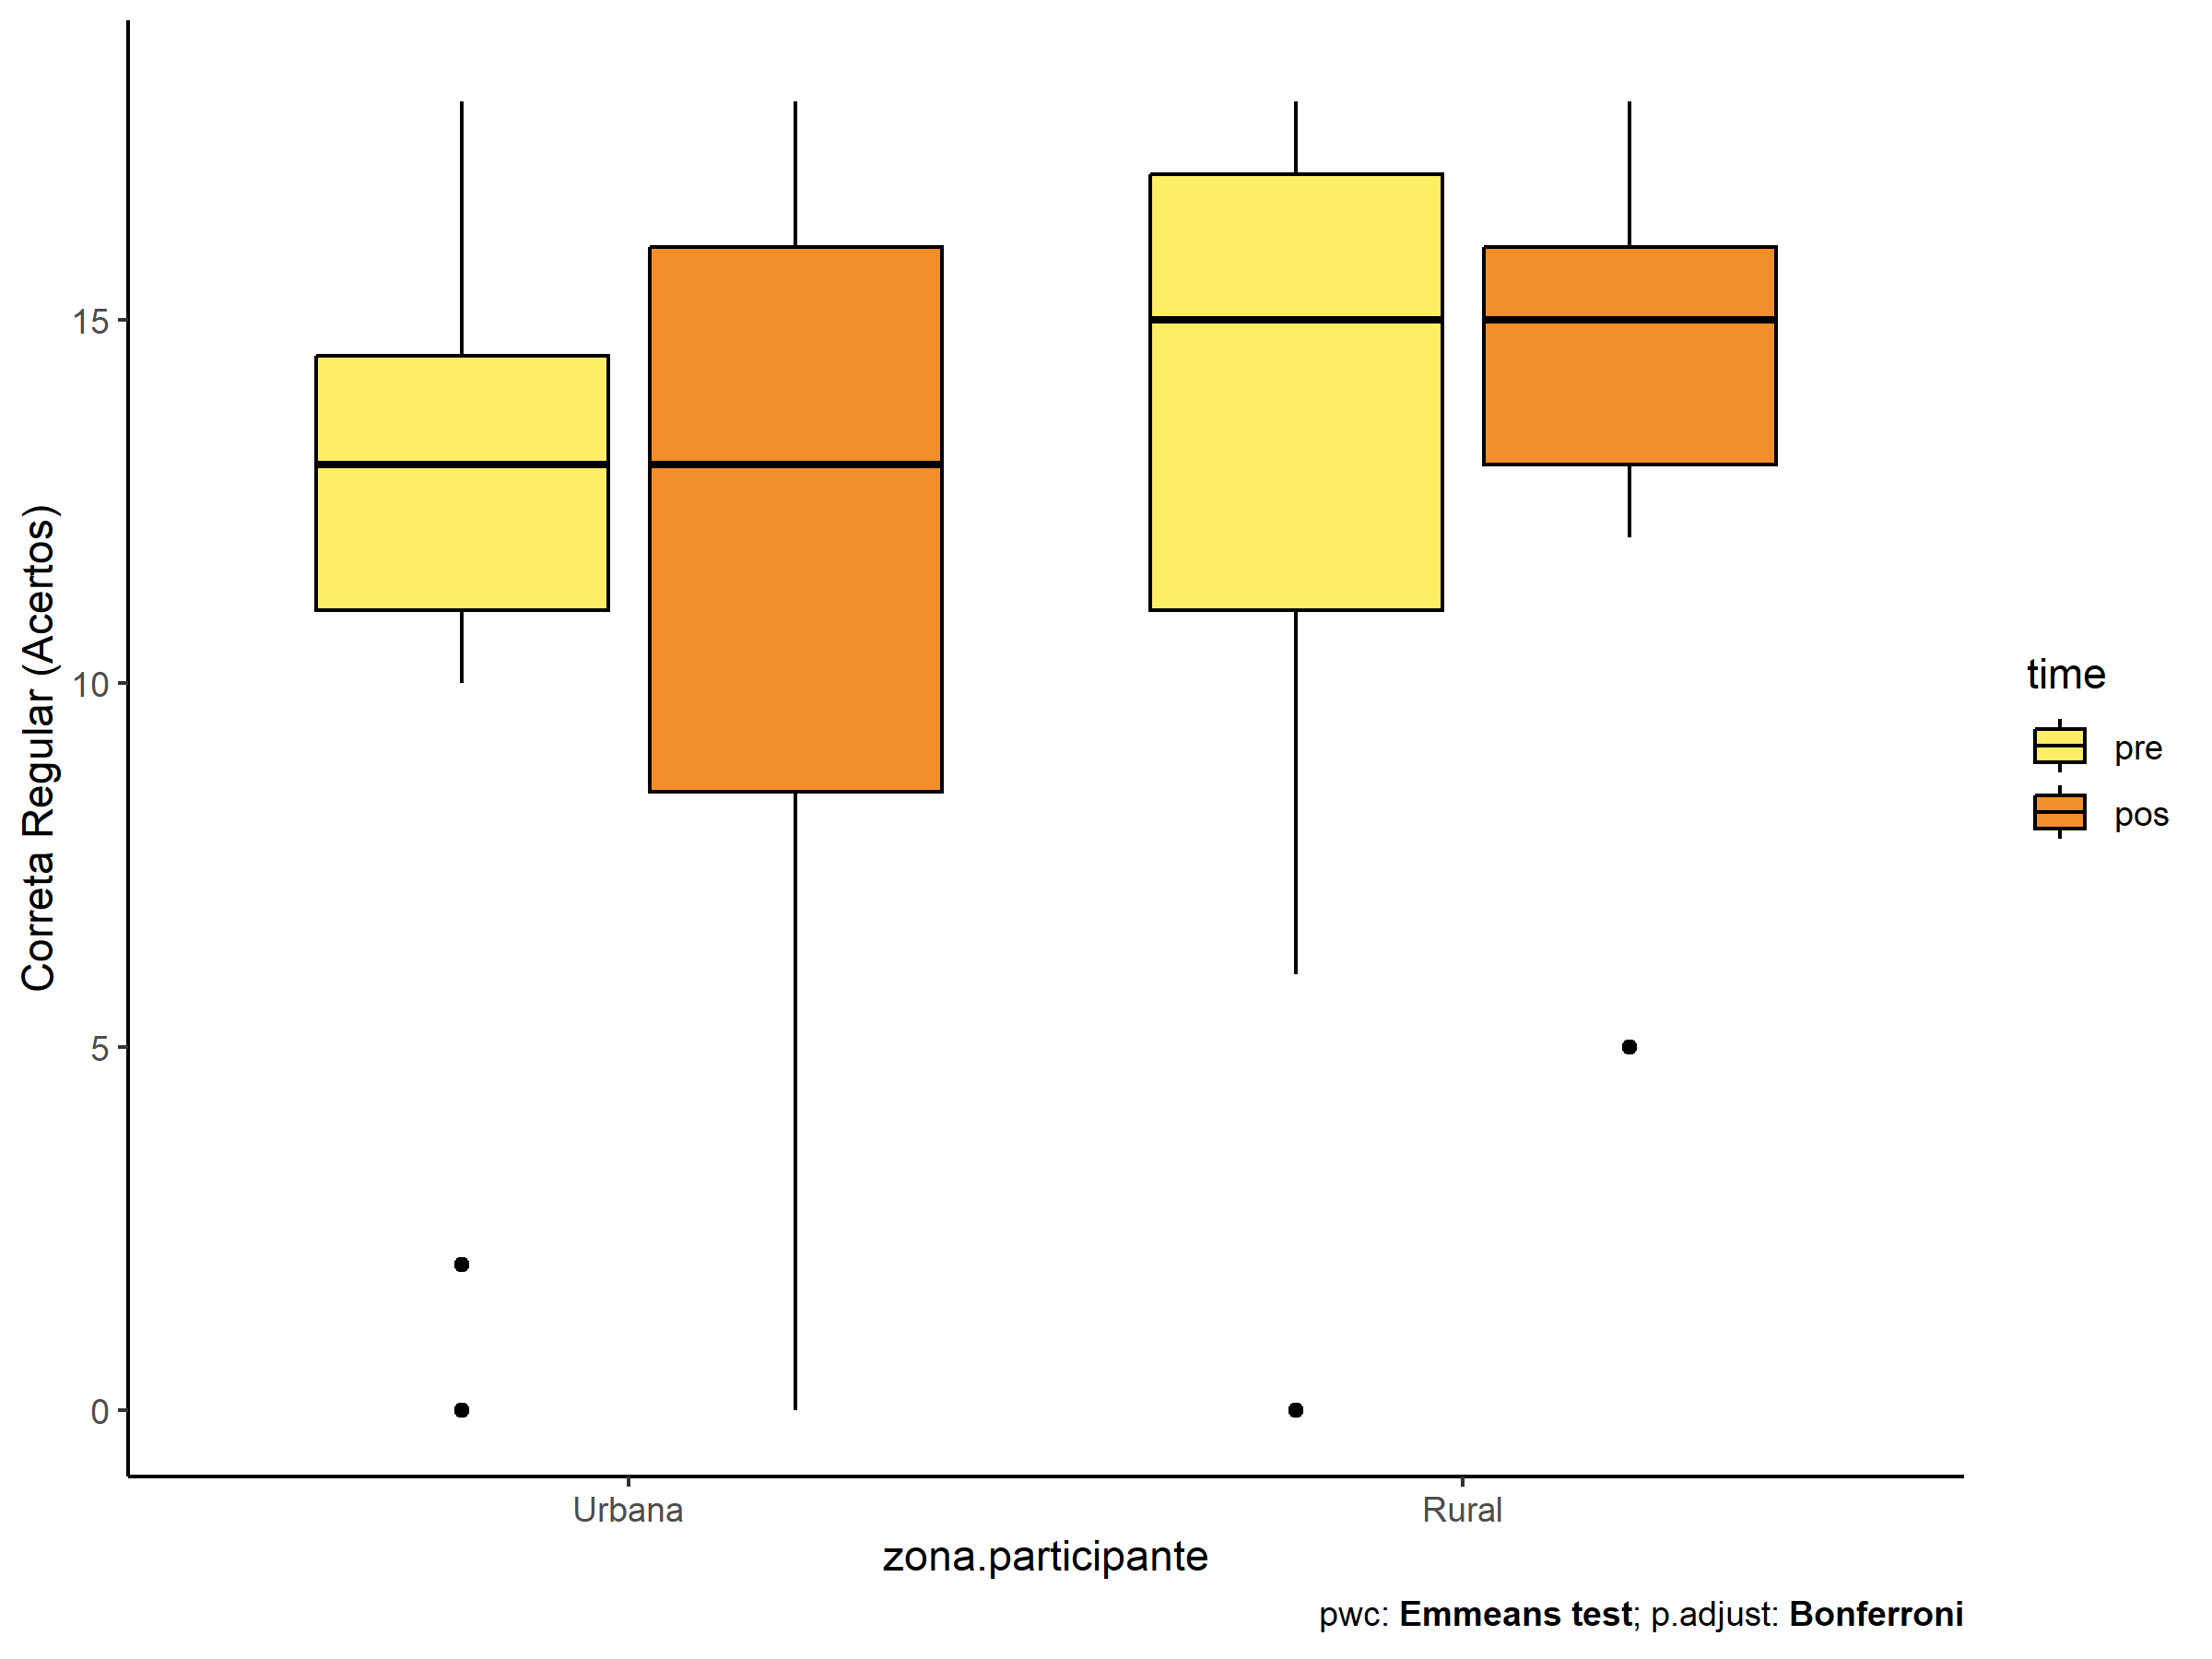 Correta Regular (Acertos)
15
10
5
0
Urbana
Rural
zona.participante
pwc: Emmeans test; p.adjust: Bonferroni
time
pre
pos